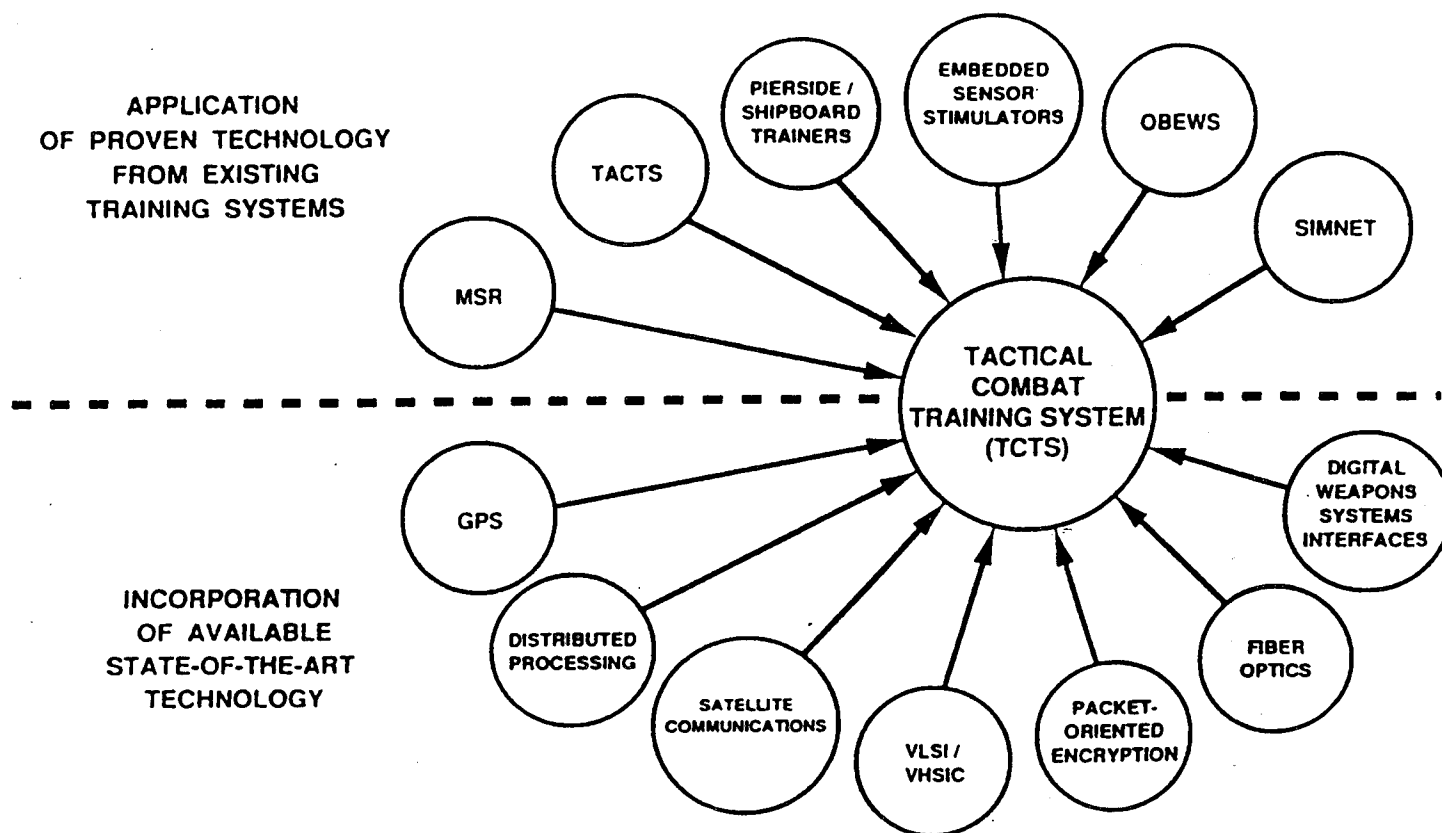 APPLICATION
OF PROVEN TECHNOLOGY
FROM EXISTING
TRAINING SYSTEMS
MSR
TACTS
PIERSIDE /
SHIPBOARD
TRAINERS
EMBEDDED
SENSOR
STIMULATORS
OBEWS
SIMNET
TACTICAL
COMBAT
TRAINING SYSTEM
(TCTS)
INCORPORATION
OF AVAILABLE
STATE-OF-THE-ART
TECHNOLOGY
GPS
DISTRIBUTED
PROCESSING
SATELLITE
COMMUNICATIONS
VLSI /
VHSIC
PACKET-
ORIENTED
ENCRYPTION
FIBER
OPTICS
DIGITAL
WEAPONS
SYSTEMS
INTERFACES